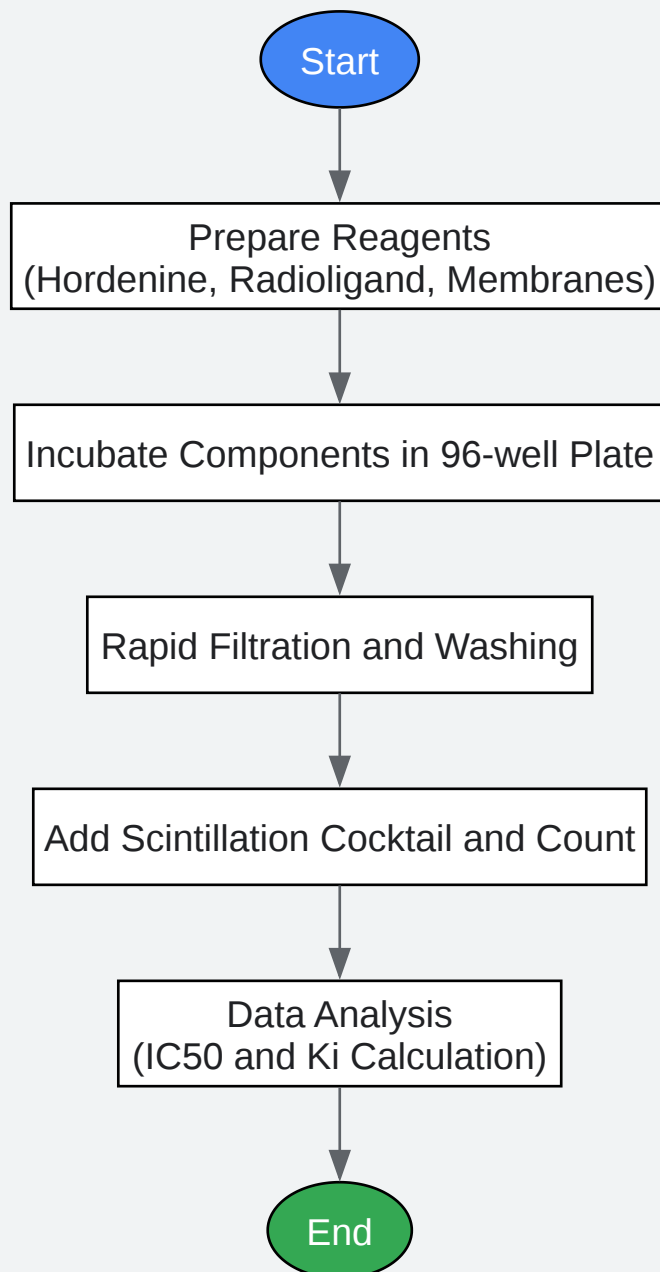 Start
Prepare Reagents
(Hordenine, Radioligand, Membranes)
Incubate Components in 96-well Plate
Rapid Filtration and Washing
Add Scintillation Cocktail and Count
Data Analysis
(IC50 and Ki Calculation)
End